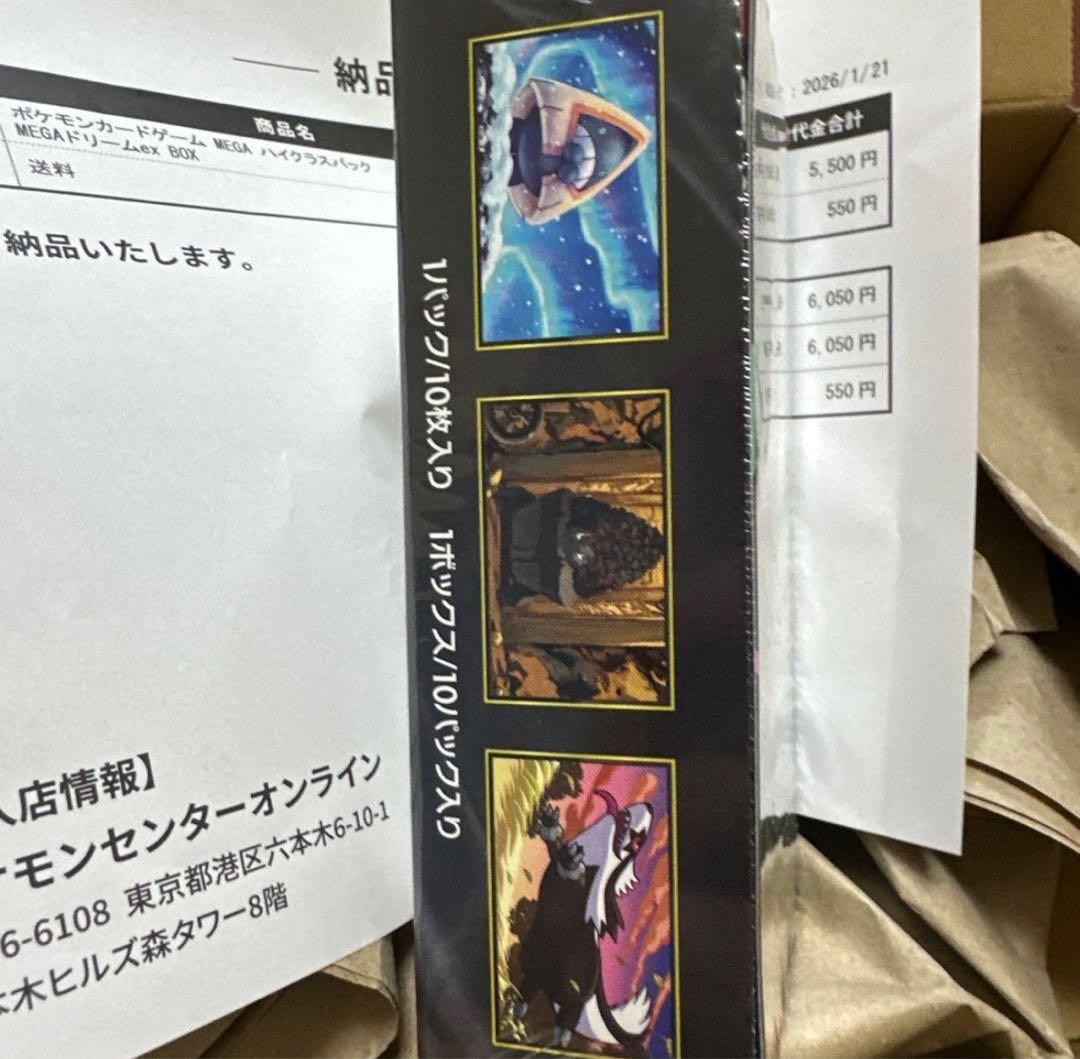 納品
: 2026/1/21
商品名
代金合計
ポケモンカードゲーム MEGA ハイクラスパック
MEGAドリームex BOX
5,500 円
送料
550 円
納品いたします。
6,050 円
6,050 円
550 円
1パック/10枚入り 1ボックス/10パック入り
入店情報】
モンセンターオンライン
6-6108 東京都港区六本木6-10-1
木ヒルズ森タワー8階